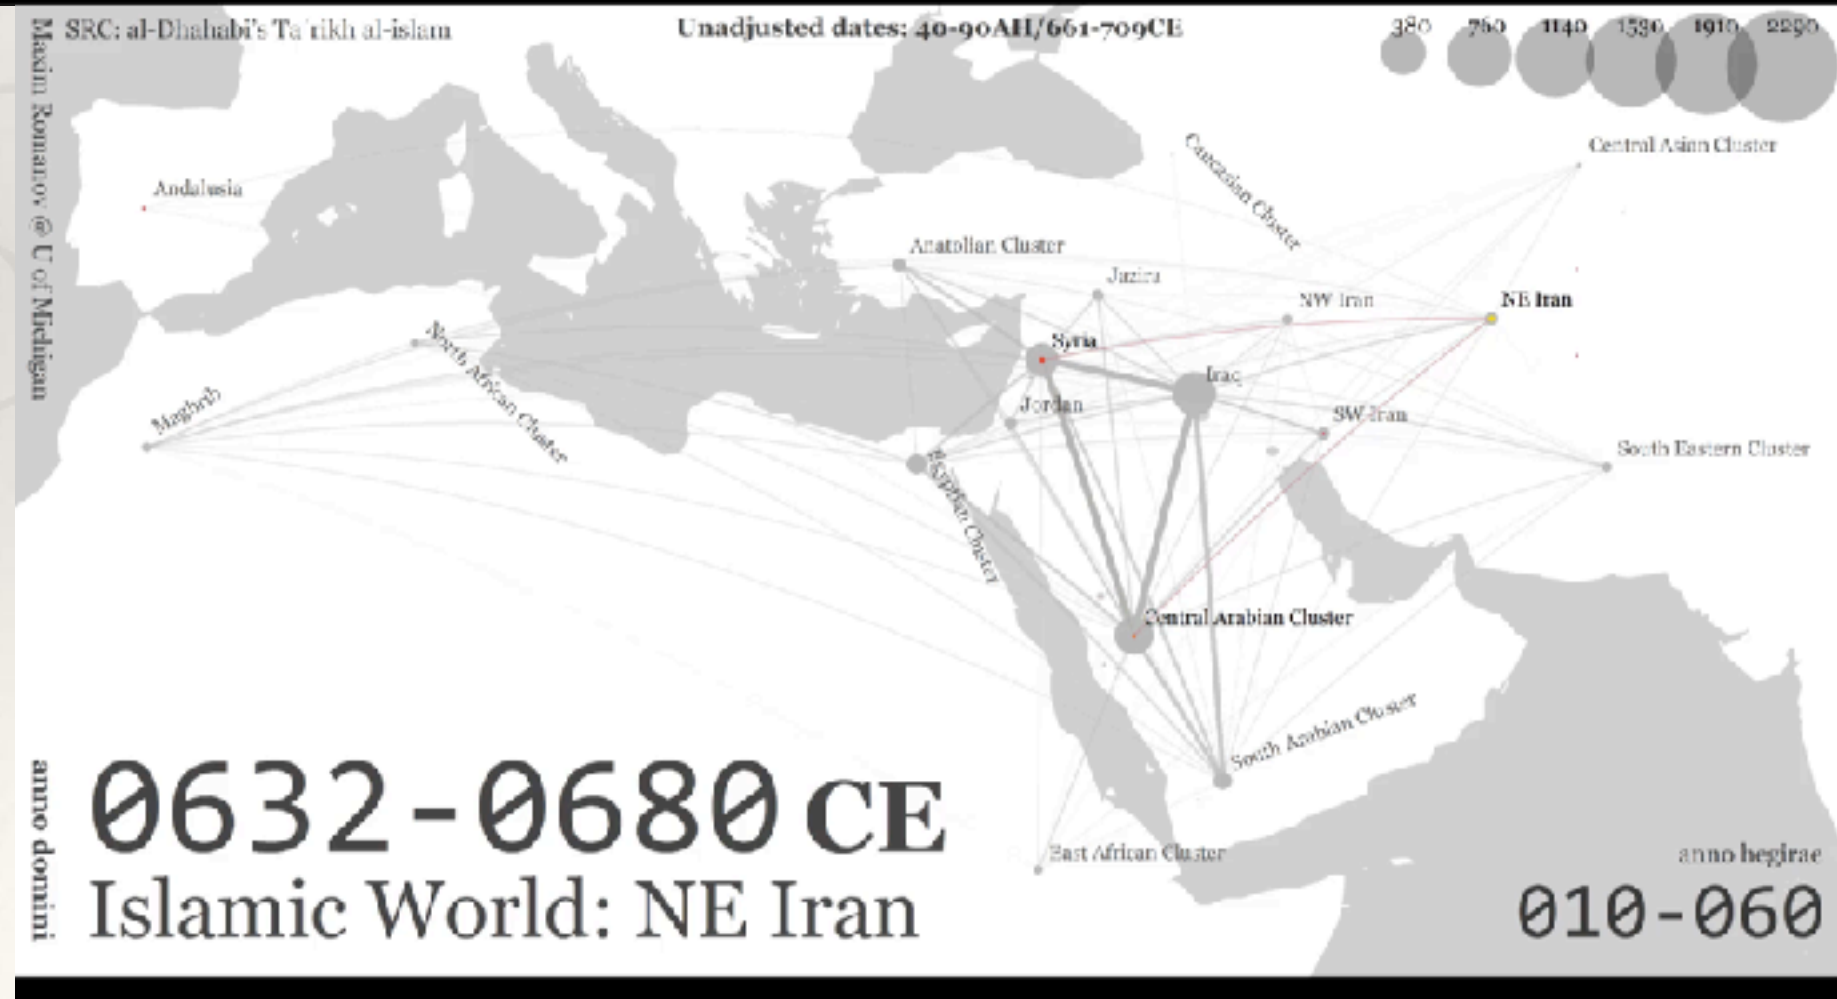 SRC: al-Dhahabi's Ta'rikh al-islam
Unadjusted dates: 40-90AH/661-709CE
380 760 1140 1530 1910 2290
Maxim Romanov @ U of Michigan
Central Asian Cluster
Caucasian Cluster
Andalusia
Anatolian Cluster
Jazira
NW Iran
NE Iran
North African Cluster
Syria
Iraq
Maghrib
Jordan
SW Iran
South Eastern Cluster
Egyptian Cluster
Central Arabian Cluster
South Arabian Cluster
anno domini
0632-0680 CE
East African Cluster
anno hegirae
Islamic World: NE Iran
010-060